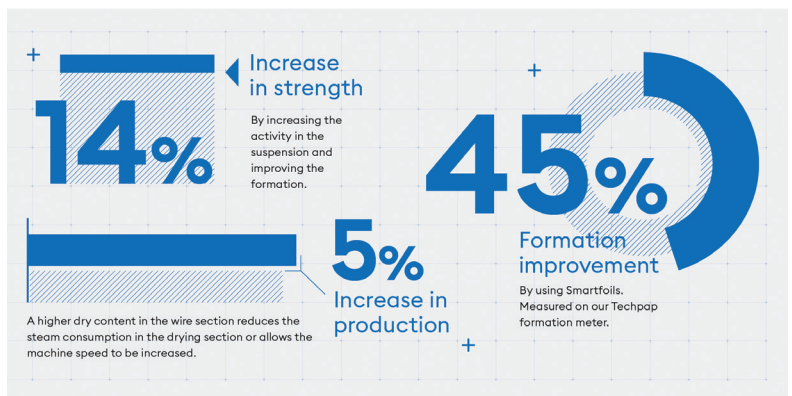 14%
Increase
in strength
By increasing the
activity in the
suspension and
improving the
formation.
45%
Formation
improvement
By using Smartfoils.
Measured on our Techpap
formation meter.
5%
Increase in
production
A higher dry content in the wire section reduces the
steam consumption in the drying section or allows the
machine speed to be increased.